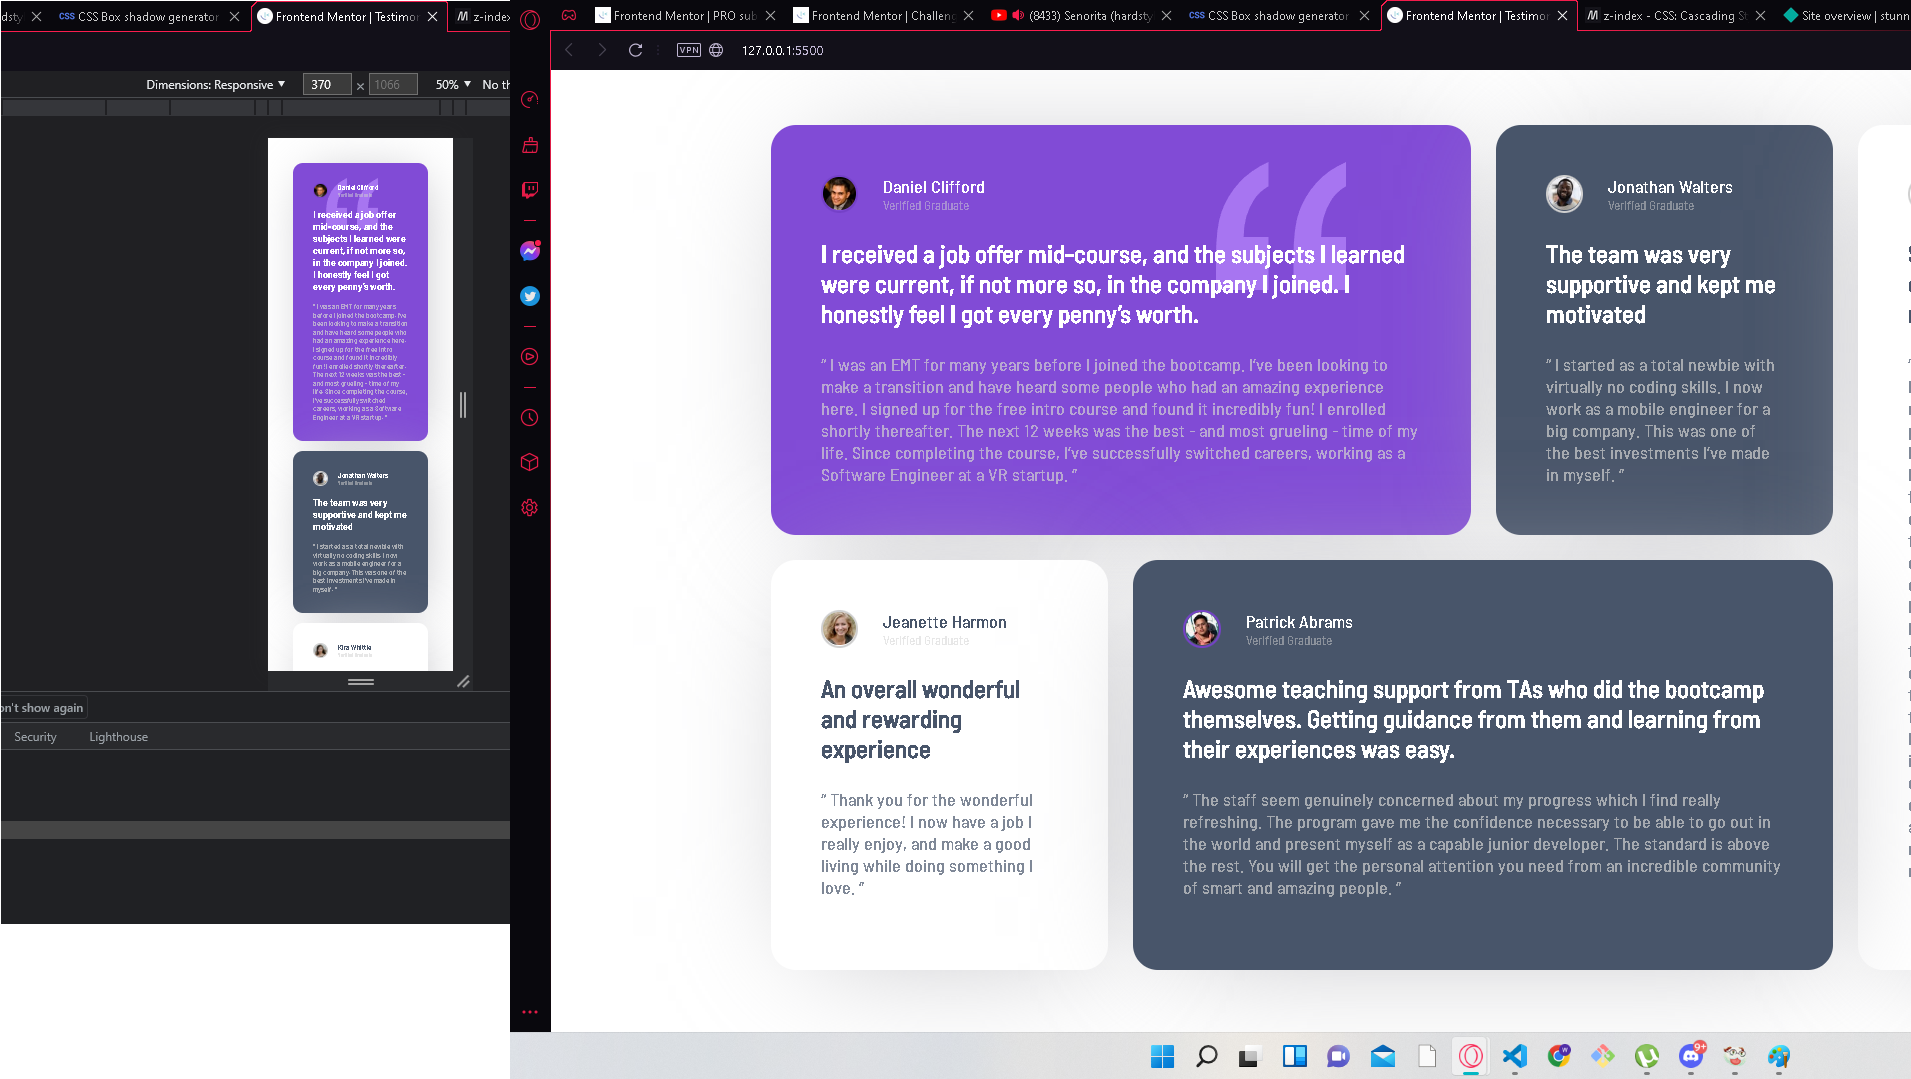 dsty
CSS Box shadow generator
Frontend Mentor | Testimor
z-inde
Dimensions: Responsive
370
×
1066
50%
No th
Daniel Clifford
Verified Graduate
I received a job offer
mid-course, and the
subjects I learned were
current, if not more so,
in the company I joined.
I honestly feel I got
every penny's worth.
“ I was an EMT for many years
before I joined the bootcamp. I've
been looking to make a transition
and have heard some people who
had an amazing experience here.
I signed up for the free intro
course and found it incredibly
fun! I enrolled shortly thereafter.
The next 12 weeks was the best -
and most grueling - time of my
life. Since completing the course,
I've successfully switched
careers, working as a Software
Engineer at a VR startup. ”
Jonathan Walters
Verified Graduate
The team was very
supportive and kept me
motivated
“ I started as a total newbie with
virtually no coding skills. I now
work as a mobile engineer for a
big company. This was one of the
best investments I've made in
myself. ”
Kira Whittle
Verified Graduate
on't show again
Security
Lighthouse
Frontend Mentor | PRO sub
Frontend Mentor | Challeng
(8433) Senorita (hardsty
CSS Box shadow generator
Frontend Mentor | Testimor
z-index - CSS: Cascading St
Site overview | stunn
VPN
127.0.0.1:5500
Daniel Clifford
Verified Graduate
I received a job offer mid-course, and the subjects I learned
were current, if not more so, in the company I joined. I
honestly feel I got every penny's worth.
“ I was an EMT for many years before I joined the bootcamp. I've been looking to
make a transition and have heard some people who had an amazing experience
here. I signed up for the free intro course and found it incredibly fun! I enrolled
shortly thereafter. The next 12 weeks was the best - and most grueling - time of my
life. Since completing the course, I've successfully switched careers, working as a
Software Engineer at a VR startup. ”
Jonathan Walters
Verified Graduate
The team was very
supportive and kept me
motivated
“ I started as a total newbie with
virtually no coding skills. I now
work as a mobile engineer for a
big company. This was one of
the best investments I've made
in myself. ”
Jeanette Harmon
Verified Graduate
An overall wonderful
and rewarding
experience
“ Thank you for the wonderful
experience! I now have a job I
really enjoy, and make a good
living while doing something I
love. ”
Patrick Abrams
Verified Graduate
Awesome teaching support from TAs who did the bootcamp
themselves. Getting guidance from them and learning from
their experiences was easy.
“ The staff seem genuinely concerned about my progress which I find really
refreshing. The program gave me the confidence necessary to be able to go out in
the world and present myself as a capable junior developer. The standard is above
the rest. You will get the personal attention you need from an incredible community
of smart and amazing people. ”
9+